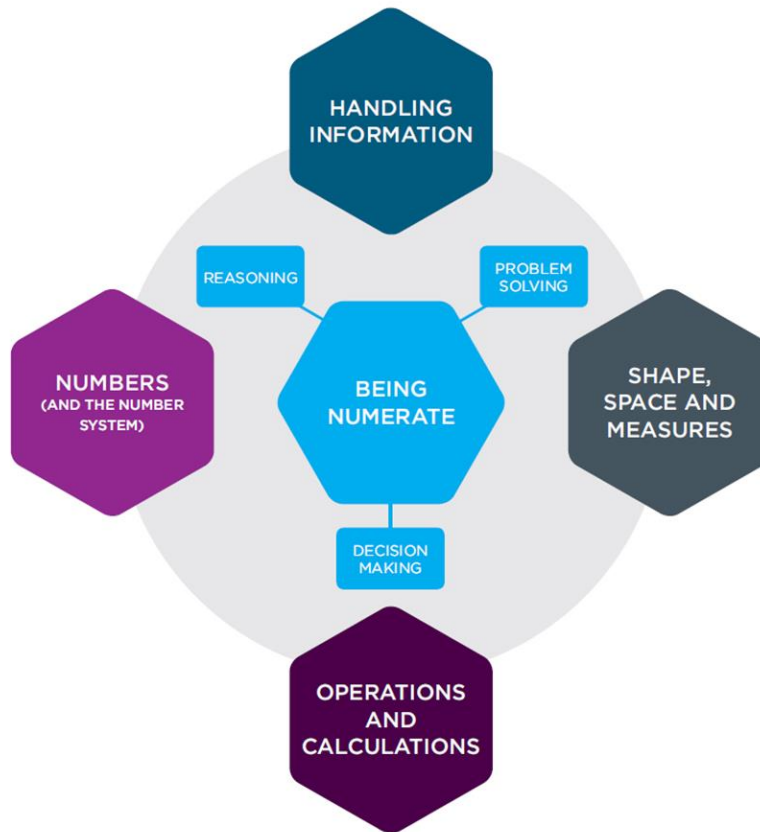 HANDLING
INFORMATION
REASONING
PROBLEM
SOLVING
NUMBERS
(AND THE NUMBER
SYSTEM)
BEING
NUMERATE
SHAPE,
SPACE AND
MEASURES
DECISION
MAKING
OPERATIONS
AND
CALCULATIONS